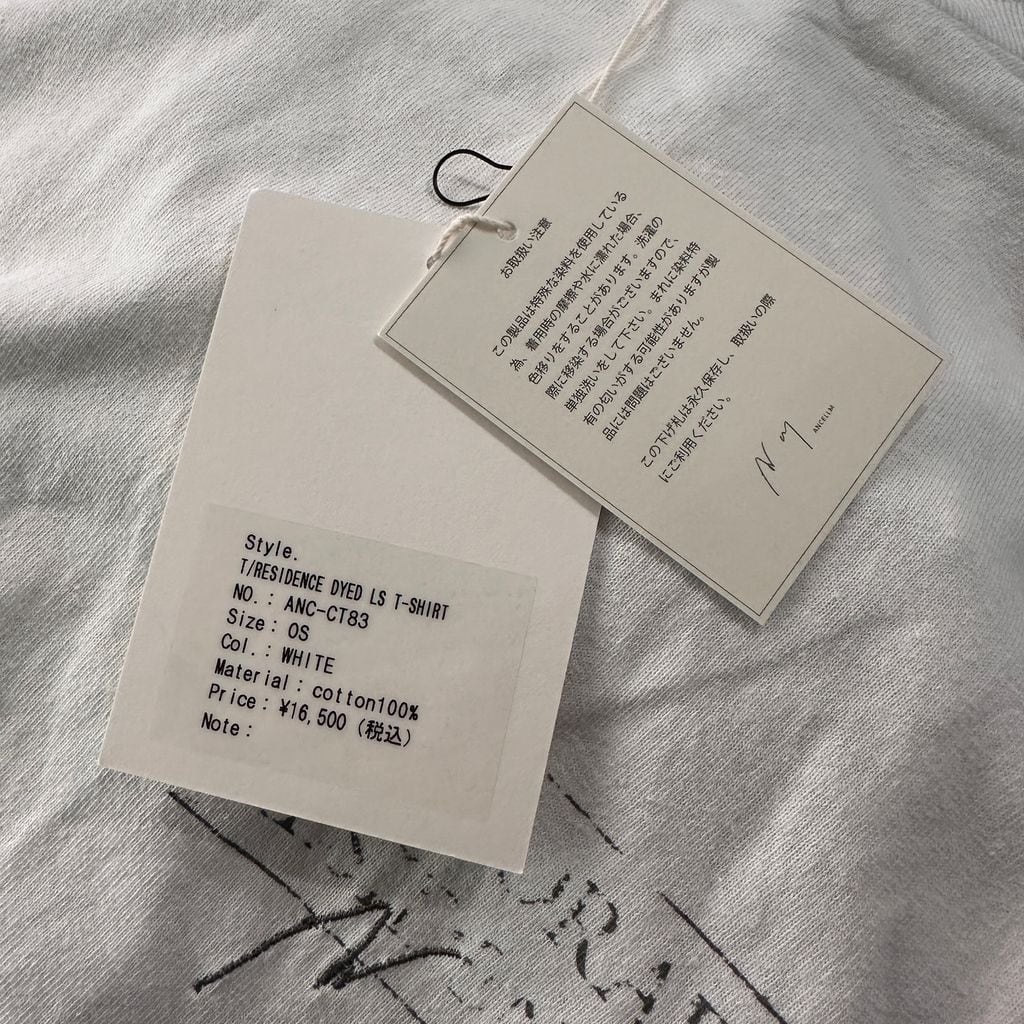 お取扱い注意
この製品は特殊な染料を使用している
為、着用時の摩擦や水に濡れた場合、
色移りをすることがあります。洗濯の
際に移染する場合がございますので、
単独洗いをして下さい。まれに染料特
有の匂いがする可能性がありますが製
品には問題はございません。
この下げ札は永久保存し、取扱いの際
にご利用ください。
ANCELLM
Style.
T/RESIDENCE DYED LS T-SHIRT
NO.: ANC-CT83
Size: OS
Col.: WHITE
Material: cotton100%
Price: ¥16,500 (税込)
Note: